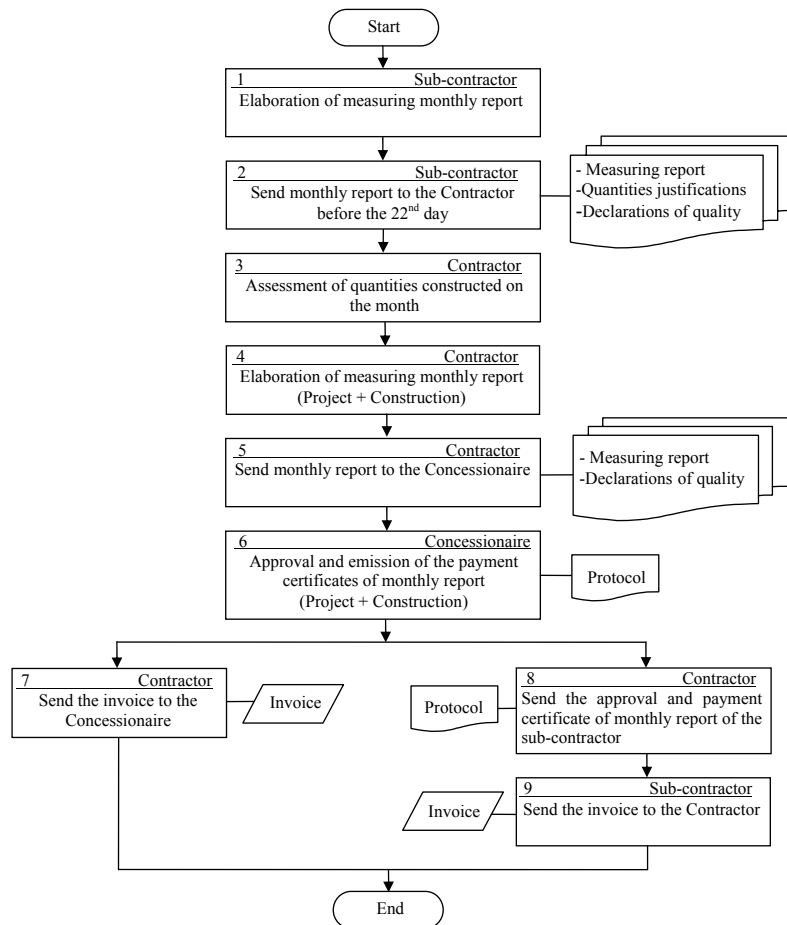 Start
1 Sub-contractor
Elaboration of measuring monthly report
2 Sub-contractor
Send monthly report to the Contractor
before the 22nd day
- Measuring report
-Quantities justifications
-Declarations of quality
3 Contractor
Assessment of quantities constructed on
the month
4 Contractor
Elaboration of measuring monthly report
(Project + Construction)
5 Contractor
Send monthly report to the Concessionaire
- Measuring report
-Declarations of quality
6 Concessionaire
Approval and emission of the payment
certificates of monthly report
(Project + Construction)
Protocol
7 Contractor
Send the invoice to the
Concessionaire
Invoice
Protocol
8 Contractor
Send the approval and payment
certificate of monthly report of the
sub-contractor
Invoice
9 Sub-contractor
Send the invoice to the Contractor
End